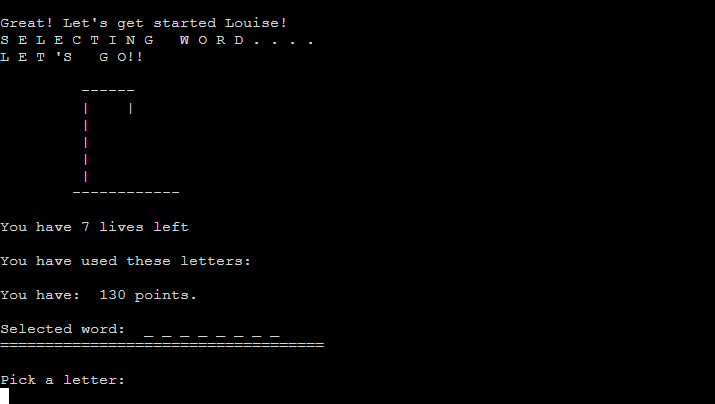 Great! Let's get started Louise!
S E L E C T I N G   W O R D . . . .
L E T 'S   G O!!
You have 7 lives left
You have used these letters:
You have:  130 points.
Selected word:  _ _ _ _ _ _ _ _
====================================
Pick a letter: